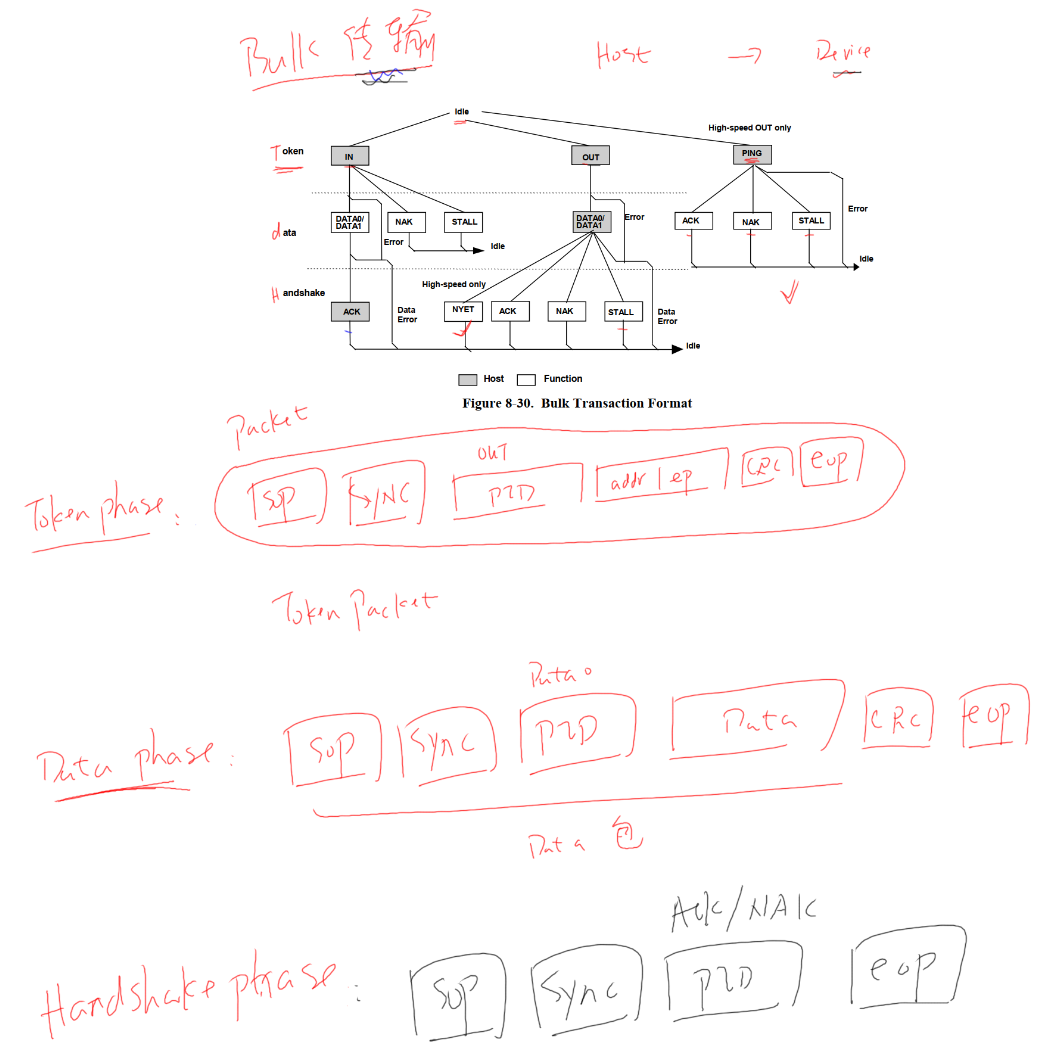 Bulk 传输 Host → Device
Idle
High-speed OUT only
Token IN OUT PING
Error
DATA0/
DATA1 NAK STALL DATA0/
DATA1 Error ACK NAK STALL
data
Error Idle
Idle
High-speed only
Handshake
ACK Data
Error NYET ACK NAK STALL Data
Error
Idle
Host Function
Figure 8-30. Bulk Transaction Format
Packet
OUT
Token phase: SOP SYNC PID addr | ep CRC eop
Token Packet
Data 0
Data phase: SOP Sync PID Data CRC eop
Data 包
Ack/NAK
Handshake phrase: SOP Sync PID eop